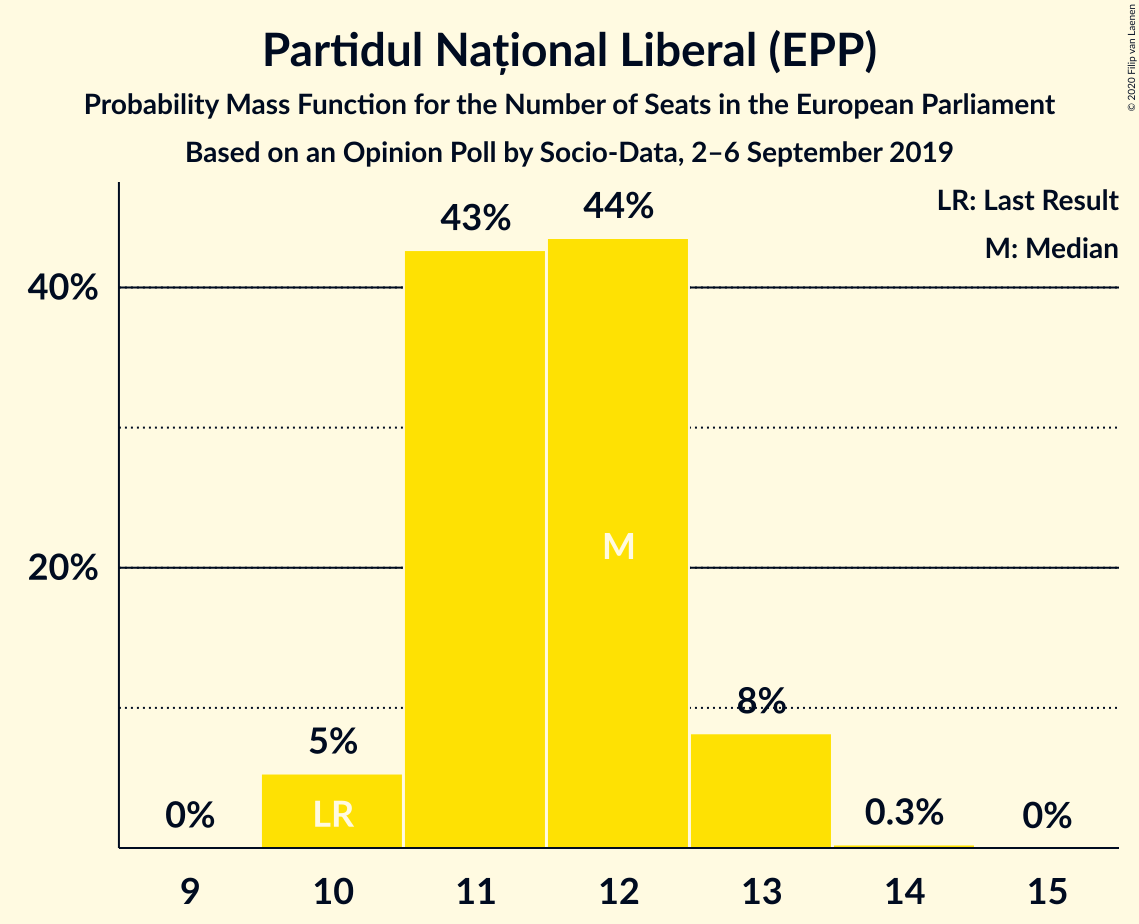 Partidul Național Liberal (EPP)
Probability Mass Function for the Number of Seats in the European Parliament
Based on an Opinion Poll by Socio-Data, 2–6 September 2019
© 2020 Filip van Laenen
LR: Last Result
M: Median
40%
20%
0%
5%
43%
44%
8%
0.3%
0%
LR
M
9
10
11
12
13
14
15